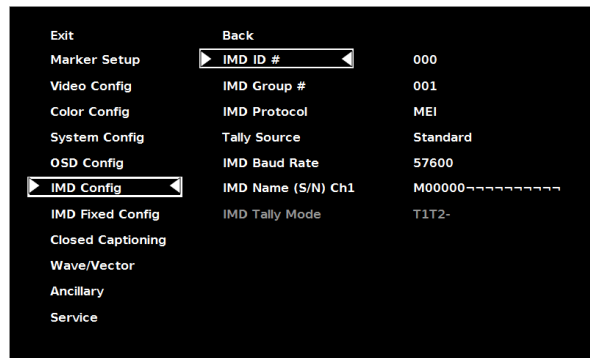 Exit Back
Marker Setup IMD ID # 000
Video Config IMD Group # 001
Color Config IMD Protocol MEI
System Config Tally Source Standard
OSD Config IMD Baud Rate 57600
IMD Config IMD Name (S/N) Ch1 M00000¬¬¬¬¬¬¬¬¬¬
IMD Fixed Config IMD Tally Mode T1T2-
Closed Captioning
Wave/Vector
Ancillary
Service